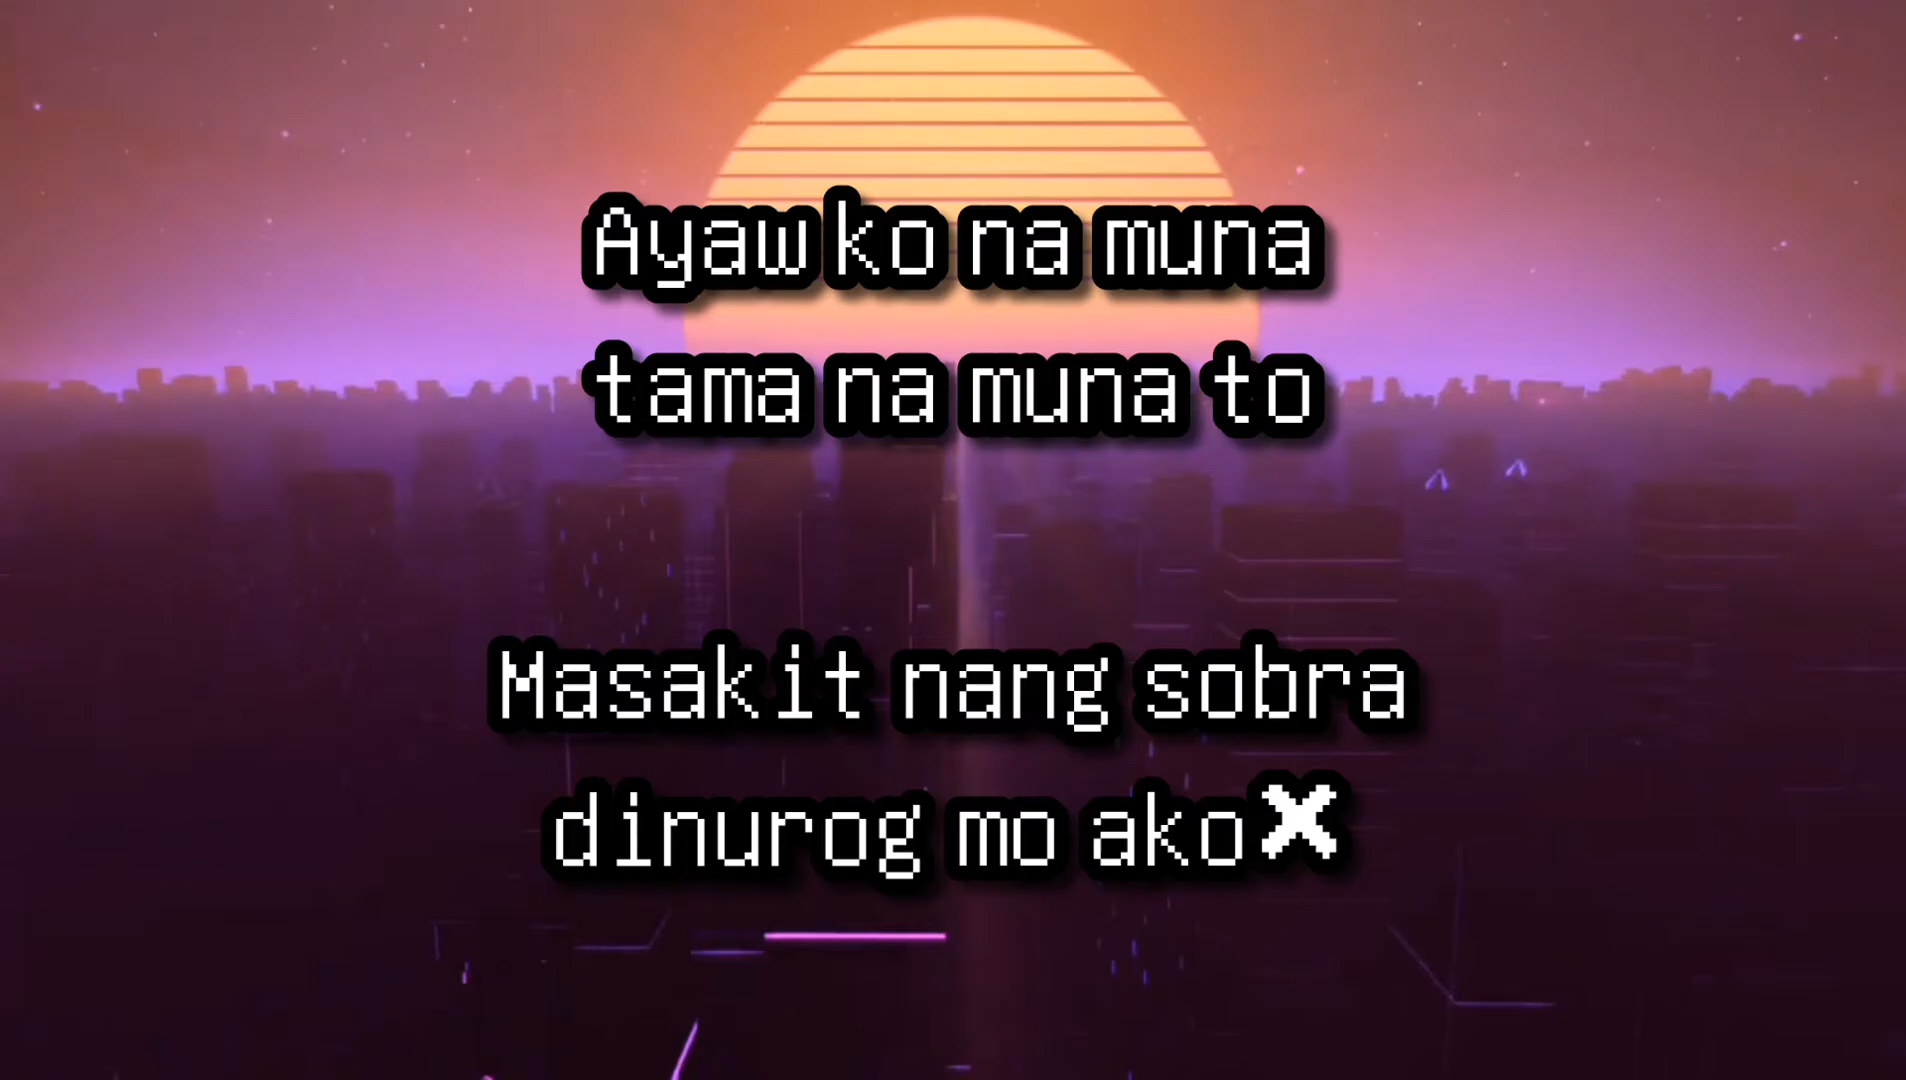 Ayaw ko na muna
tama na muna to
Masakit nang sobra
dinurog mo ako✖